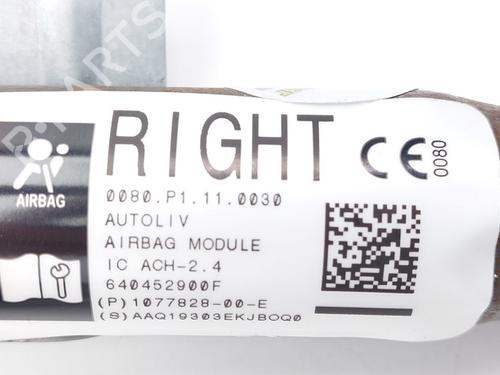 RIGHT
CE 0080
AIRBAG
0080.P1.11.0030
AUTOLIV
AIRBAG MODULE
IC ACH-2.4
640452900F
(P)1077828-00-E
(S)AAQ19303EKJBOQ0